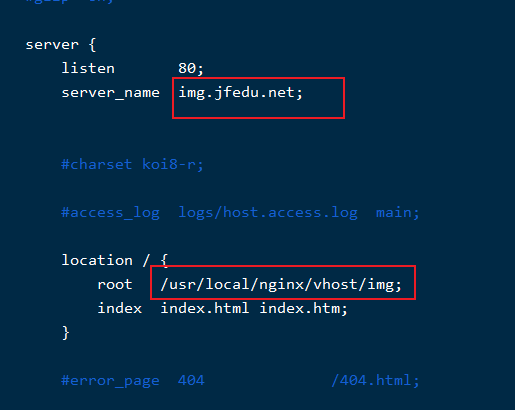 server {
listen 80;
server_name img.jfedu.net;
#charset koi8-r;
#access_log logs/host.access.log main;
location / {
root /usr/local/nginx/vhost/img;
index index.html index.htm;
}
#error_page 404 /404.html;